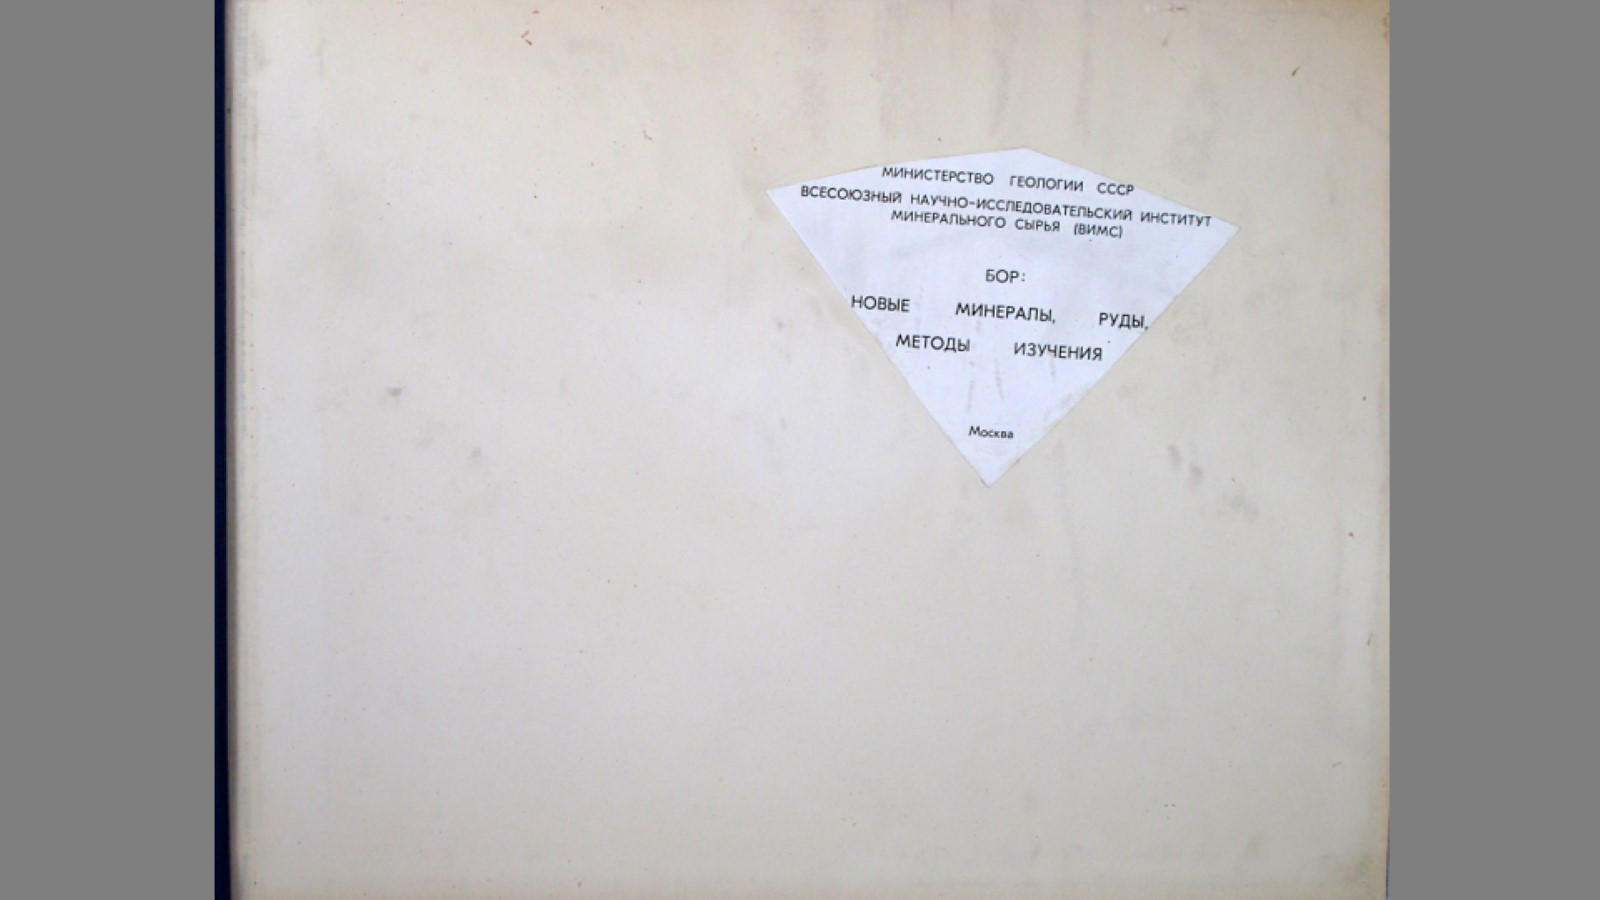 МИНИСТЕРСТВО ГЕОЛОГИИ СССР
ВСЕСОЮЗНЫЙ НАУЧНО-ИССЛЕДОВАТЕЛЬСКИЙ ИНСТИТУТ
МИНЕРАЛЬНОГО СЫРЬЯ (ВИМС)
БОР:
НОВЫЕ МИНЕРАЛЫ, РУДЫ,
МЕТОДЫ ИЗУЧЕНИЯ
Москва